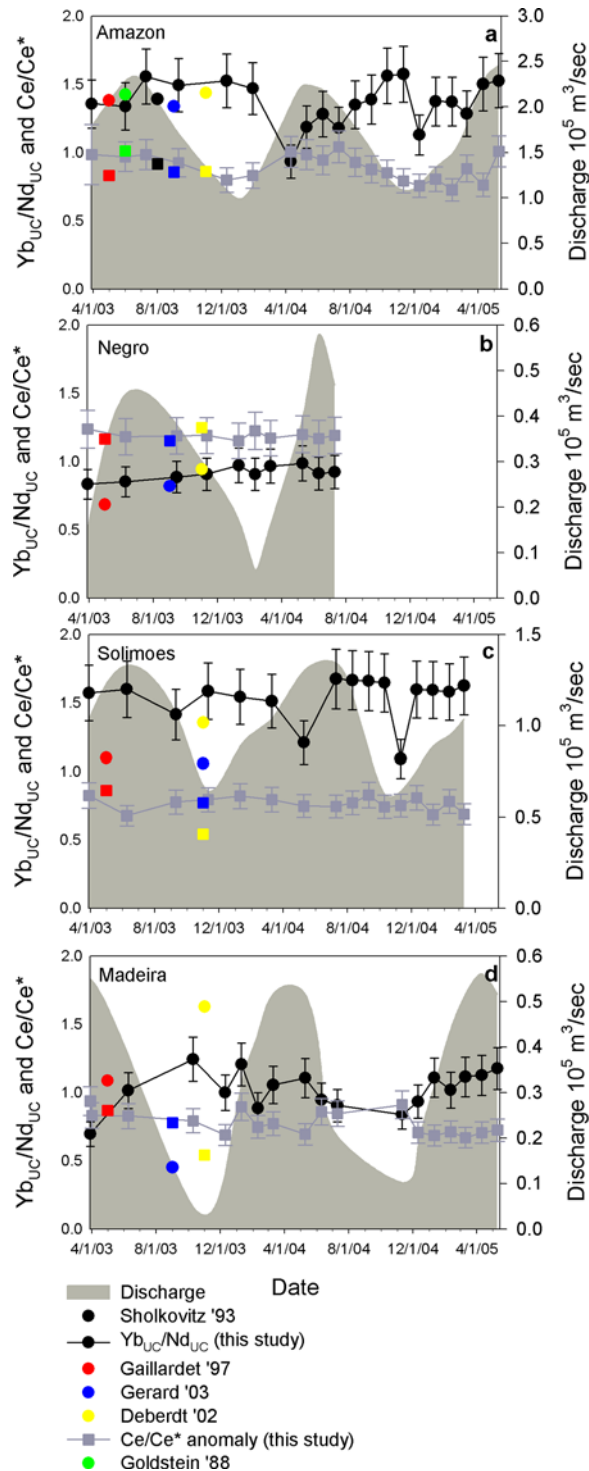 a
Amazon
Yb_UC/Nd_UC and Ce/Ce*
2.0
1.5
1.0
0.5
0.0
3.0
2.5
2.0
1.5
1.0
0.5
0.0
Discharge 10^5 m^3/sec
4/1/03 8/1/03 12/1/03 4/1/04 8/1/04 12/1/04 4/1/05
b
Negro
Yb_UC/Nd_UC and Ce/Ce*
2.0
1.5
1.0
0.5
0.0
0.6
0.5
0.4
0.3
0.2
0.1
0.0
Discharge 10^5 m^3/sec
4/1/03 8/1/03 12/1/03 4/1/04 8/1/04 12/1/04 4/1/05
c
Solimoes
Yb_UC/Nd_UC and Ce/Ce*
2.0
1.5
1.0
0.5
0.0
1.5
1.2
0.9
0.6
0.3
0.0
Discharge 10^5 m^3/sec
4/1/03 8/1/03 12/1/03 4/1/04 8/1/04 12/1/04 4/1/05
d
Madeira
Yb_UC/Nd_UC and Ce/Ce*
2.0
1.5
1.0
0.5
0.0
0.6
0.5
0.4
0.3
0.2
0.1
0.0
Discharge 10^5 m^3/sec
4/1/03 8/1/03 12/1/03 4/1/04 8/1/04 12/1/04 4/1/05
Date
Discharge
Sholkovitz '93
Yb_UC/Nd_UC (this study)
Gaillardet '97
Gerard '03
Deberdt '02
Ce/Ce* anomaly (this study)
Goldstein '88